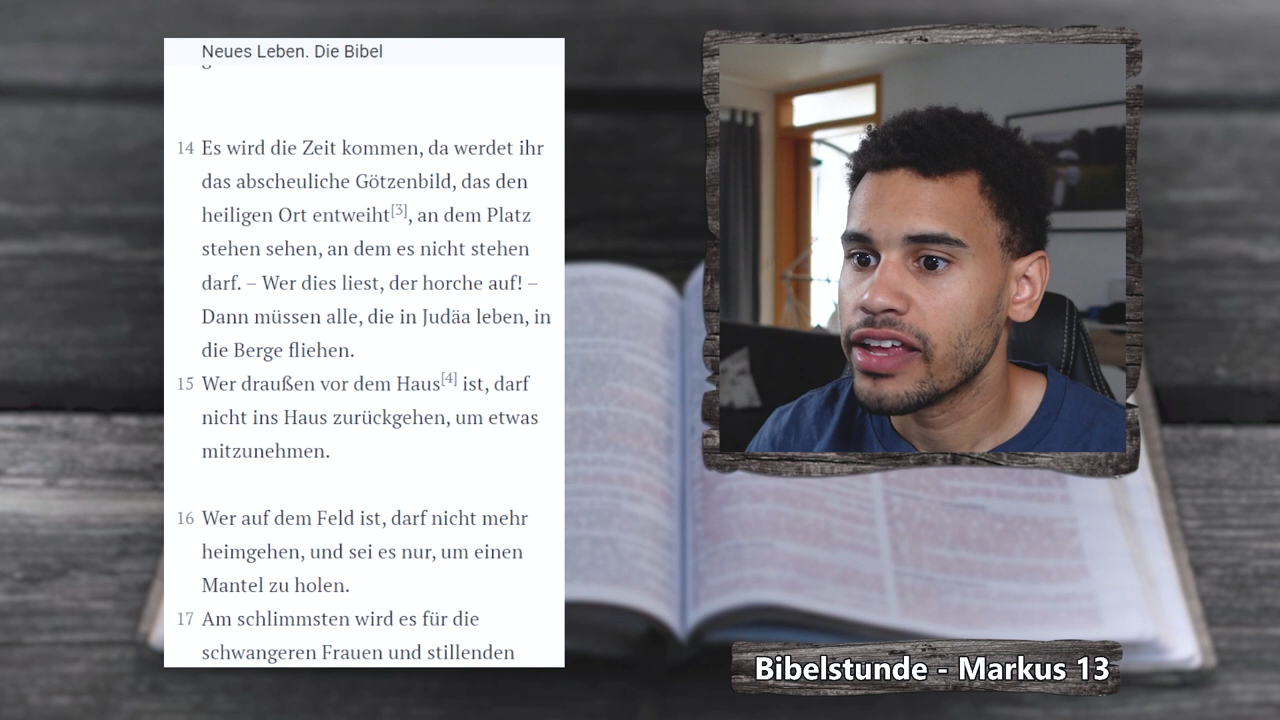 Neues Leben. Die Bibel
14 Es wird die Zeit kommen, da werdet ihr
das abscheuliche Götzenbild, das den
heiligen Ort entweiht[3], an dem Platz
stehen sehen, an dem es nicht stehen
darf. – Wer dies liest, der horche auf! –
Dann müssen alle, die in Judäa leben, in
die Berge fliehen.
15 Wer draußen vor dem Haus[4] ist, darf
nicht ins Haus zurückgehen, um etwas
mitzunehmen.
16 Wer auf dem Feld ist, darf nicht mehr
heimgehen, und sei es nur, um einen
Mantel zu holen.
17 Am schlimmsten wird es für die
schwangeren Frauen und stillenden
Bibelstunde - Markus 13